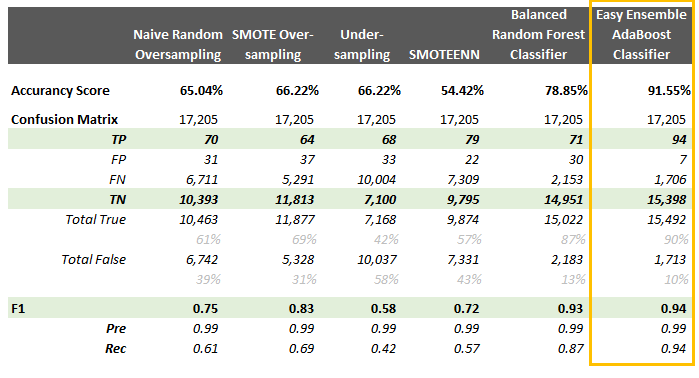 Naive Random Oversampling SMOTE Over-sampling Under-sampling SMOTEENN Balanced Random Forest Classifier Easy Ensemble AdaBoost Classifier
Accurancy Score 65.04% 66.22% 66.22% 54.42% 78.85% 91.55%
Confusion Matrix 17,205 17,205 17,205 17,205 17,205 17,205
TP 70 64 68 79 71 94
FP 31 37 33 22 30 7
FN 6,711 5,291 10,004 7,309 2,153 1,706
TN 10,393 11,813 7,100 9,795 14,951 15,398
Total True 10,463 11,877 7,168 9,874 15,022 15,492
61% 69% 42% 57% 87% 90%
Total False 6,742 5,328 10,037 7,331 2,183 1,713
39% 31% 58% 43% 13% 10%
F1 0.75 0.83 0.58 0.72 0.93 0.94
Pre 0.99 0.99 0.99 0.99 0.99 0.99
Rec 0.61 0.69 0.42 0.57 0.87 0.94